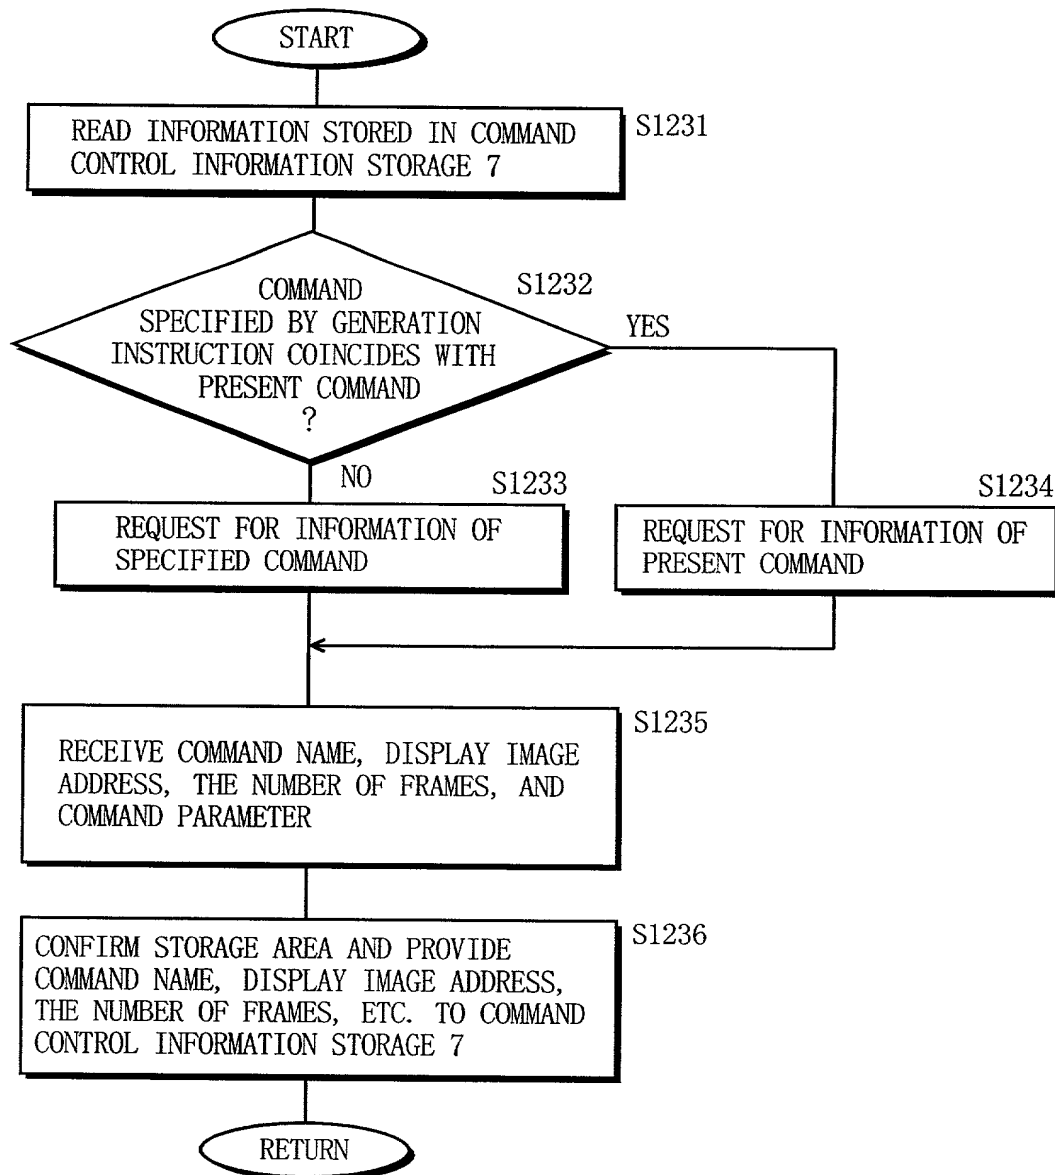 START
S1231
READ INFORMATION STORED IN COMMAND
CONTROL INFORMATION STORAGE 7
S1232
COMMAND
SPECIFIED BY GENERATION
INSTRUCTION COINCIDES WITH
PRESENT COMMAND
?
YES
NO
S1233
REQUEST FOR INFORMATION OF
SPECIFIED COMMAND
S1234
REQUEST FOR INFORMATION OF
PRESENT COMMAND
S1235
RECEIVE COMMAND NAME, DISPLAY IMAGE
ADDRESS, THE NUMBER OF FRAMES, AND
COMMAND PARAMETER
S1236
CONFIRM STORAGE AREA AND PROVIDE
COMMAND NAME, DISPLAY IMAGE ADDRESS,
THE NUMBER OF FRAMES, ETC. TO COMMAND
CONTROL INFORMATION STORAGE 7
RETURN